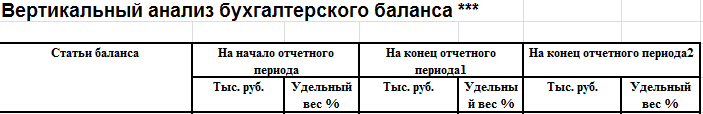 Вертикальный анализ бухгалтерского баланса ***
Статьи баланса На начало отчетного На конец отчетного На конец отчетного периода2
периода периода1
Тыс. руб. Удельный Тыс. руб. Удельны Тыс. руб. Удельный
вес % й вес % вес %